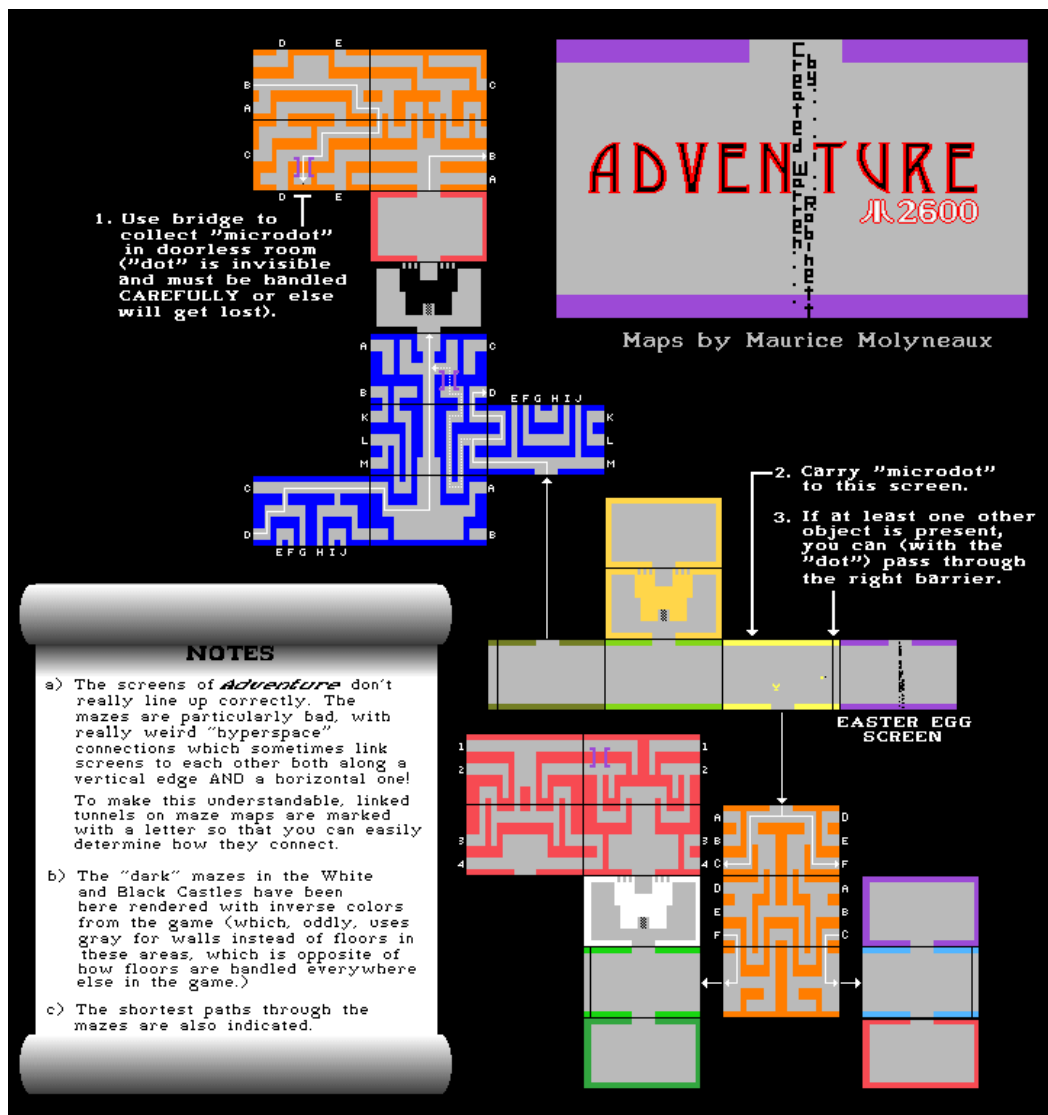 D E
B
A
C
C
B
A
D E
1. Use bridge to
collect "microdot"
in doorless room
("dot" is invisible
and must be handled
CAREFULLY or else
will get lost).
Created by
Warren Robinett
ADVENTURE
2600
Maps by Maurice Molyneaux
A
B
K
L
M
C
D
E F G H I J
K
L
M
C
D
A
B
E F G H I J
2. Carry "microdot"
to this screen.
3. If at least one other
object is present,
you can (with the
"dot") pass through
the right barrier.
EASTER EGG
SCREEN
1
2
3
4
1
2
3
4
A
B
C
D
E
F
D
E
F
A
B
C
NOTES
a) The screens of Adventure don't
really line up correctly. The
mazes are particularly bad, with
really weird "hyperspace"
connections which sometimes link
screens to each other both along a
vertical edge AND a horizontal one!
To make this understandable, linked
tunnels on maze maps are marked
with a letter so that you can easily
determine how they connect.
b) The "dark" mazes in the White
and Black Castles have been
here rendered with inverse colors
from the game (which, oddly, uses
gray for walls instead of floors in
these areas, which is opposite of
how floors are handled everywhere
else in the game.)
c) The shortest paths through the
mazes are also indicated.